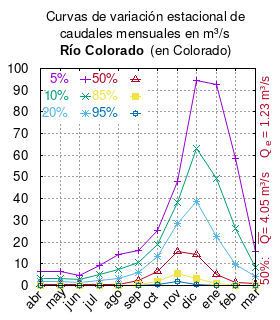 Curvas de variación estacional de
caudales mensuales en m³/s
Río Colorado (en Colorado)
100
90
80
70
60
50
40
30
20
10
0
5% 50%
10% 85%
20% 95%
abr may jun jul ago sep oct nov dic ene feb mar
50%: Q= 4.05 m³/s Q e = 1.23 m³/s